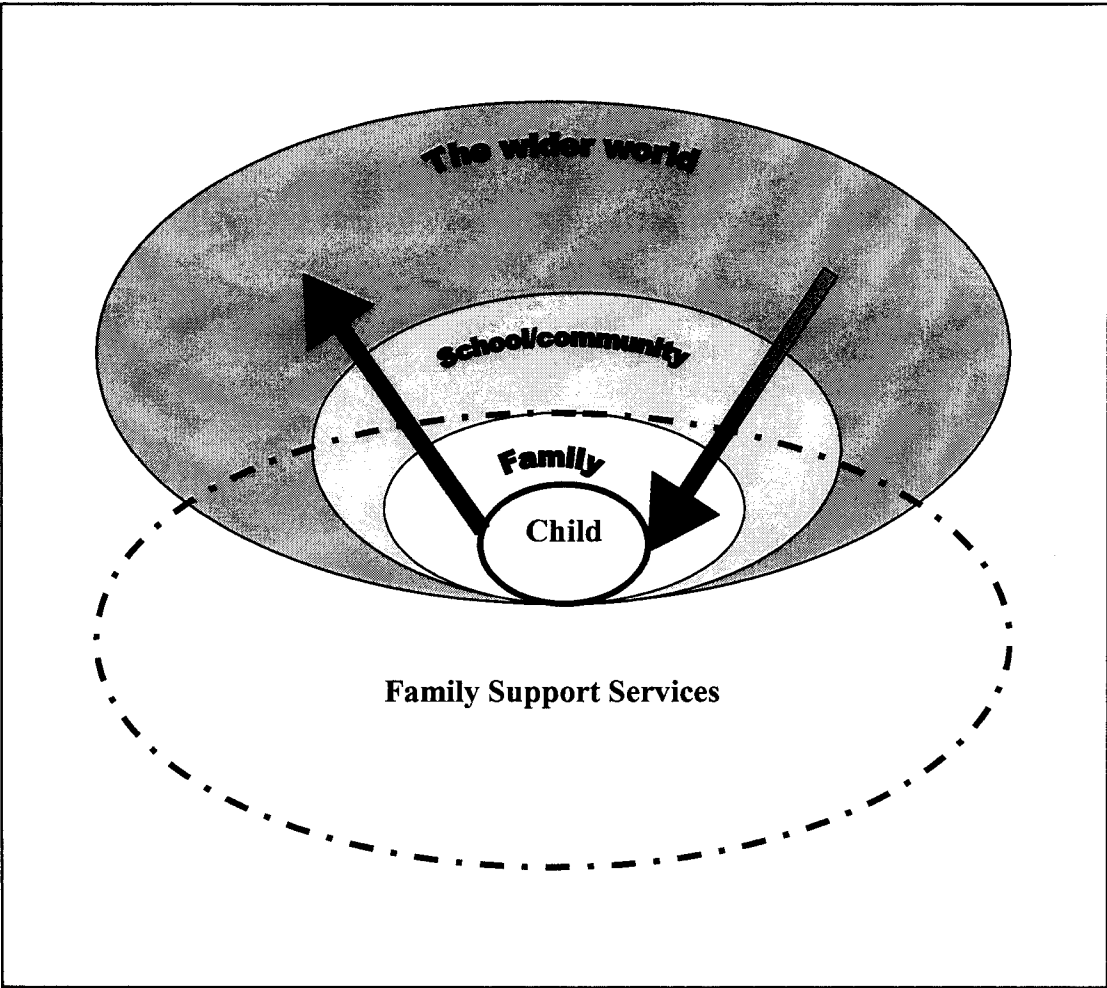 The wider world
School/community
Family
Child
Family Support Services